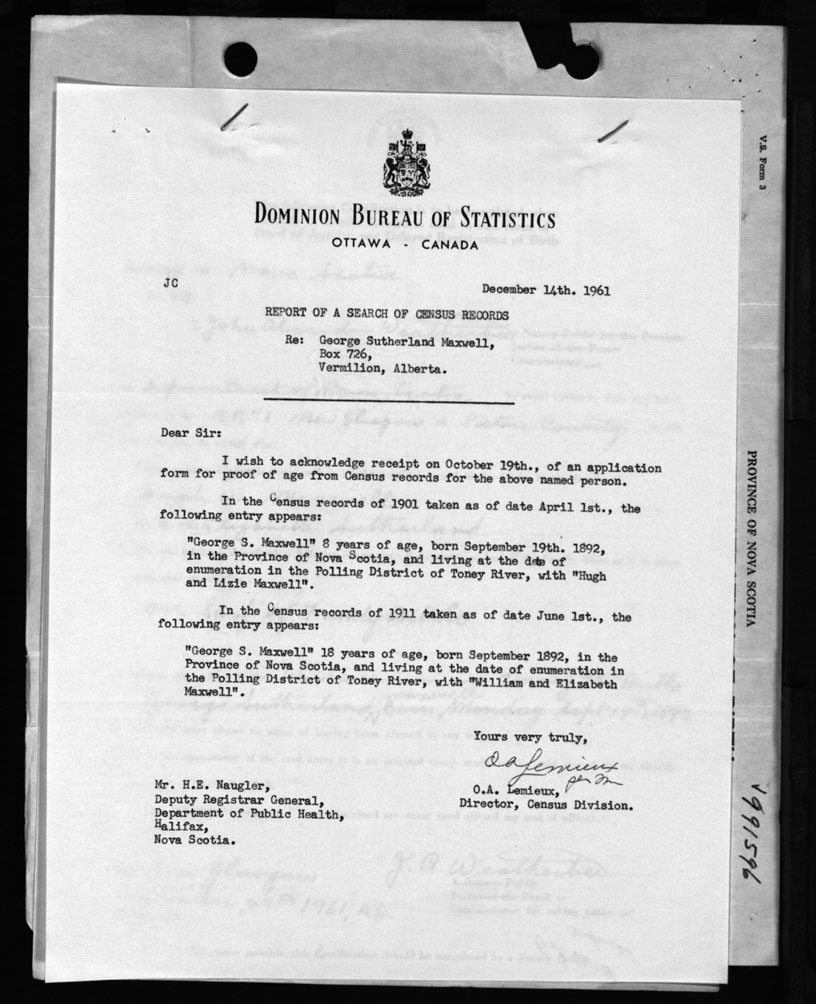 DOMINION BUREAU OF STATISTICS
OTTAWA - CANADA
JC
December 14th. 1961
REPORT OF A SEARCH OF CENSUS RECORDS
Re: George Sutherland Maxwell,
Box 726,
Vermilion, Alberta.
Dear Sir:
I wish to acknowledge receipt on October 19th., of an application
form for proof of age from Census records for the above named person.
In the Census records of 1901 taken as of date April 1st., the
following entry appears:
"George S. Maxwell" 8 years of age, born September 19th. 1892,
in the Province of Nova Scotia, and living at the date of
enumeration in the Polling District of Toney River, with "Hugh
and Lizie Maxwell".
In the Census records of 1911 taken as of date June 1st., the
following entry appears:
"George S. Maxwell" 18 years of age, born September 1892, in the
Province of Nova Scotia, and living at the date of enumeration in
the Polling District of Toney River, with "William and Elizabeth
Maxwell".
Yours very truly,
O A Lemieux
per
O.A. Lemieux,
Director, Census Division.
Mr. H.E. Naugler,
Deputy Registrar General,
Department of Public Health,
Halifax,
Nova Scotia.
V.S. Form 3
PROVINCE OF NOVA SCOTIA
1991596